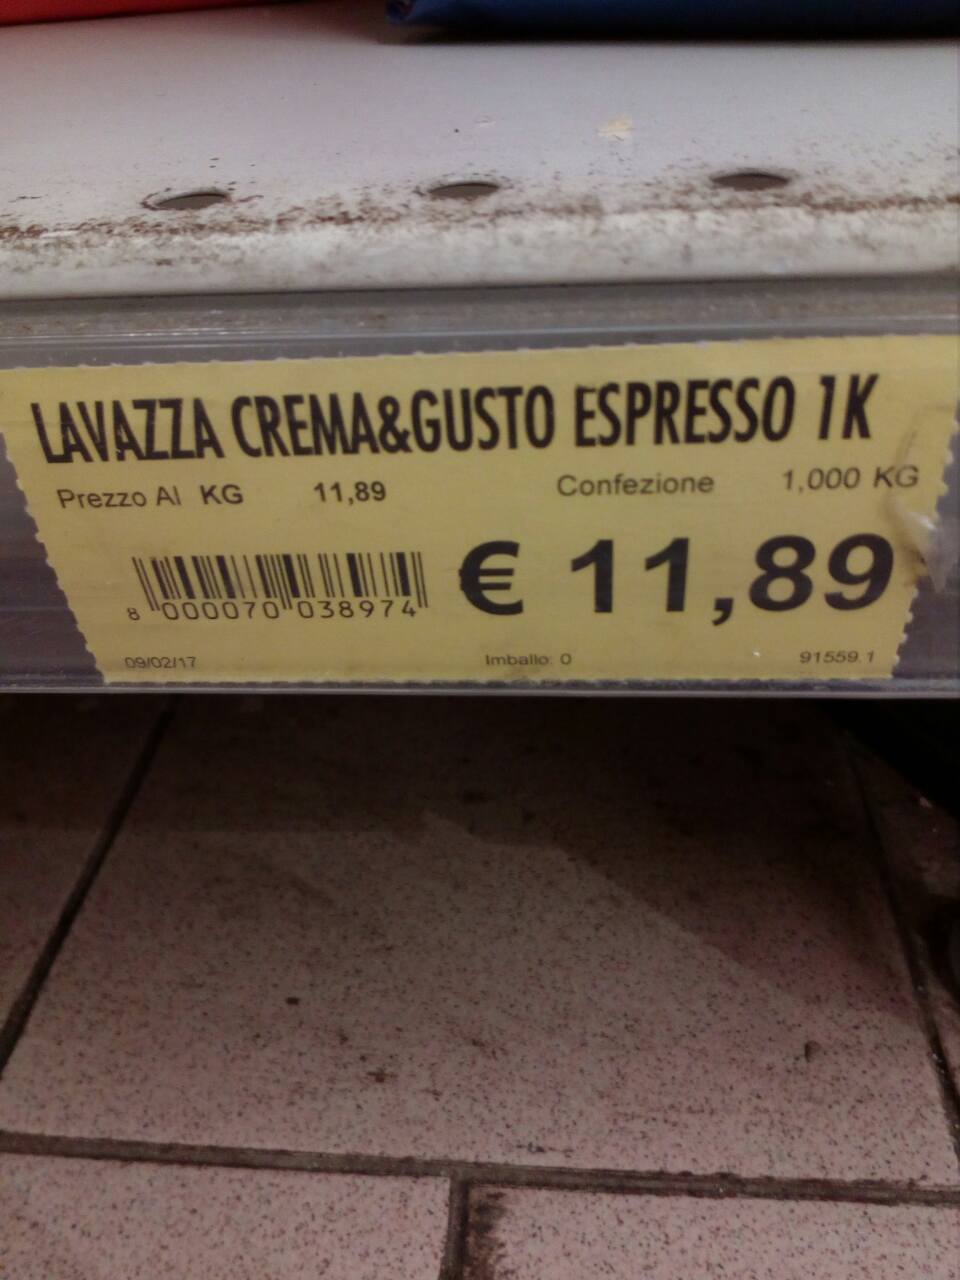 LAVAZZA CREMA&GUSTO ESPRESSO 1K
Prezzo Al KG 11,89 Confezione 1,000 KG
€ 11,89
8 000070 038974
09/02/17 Imballo: 0 91559.1